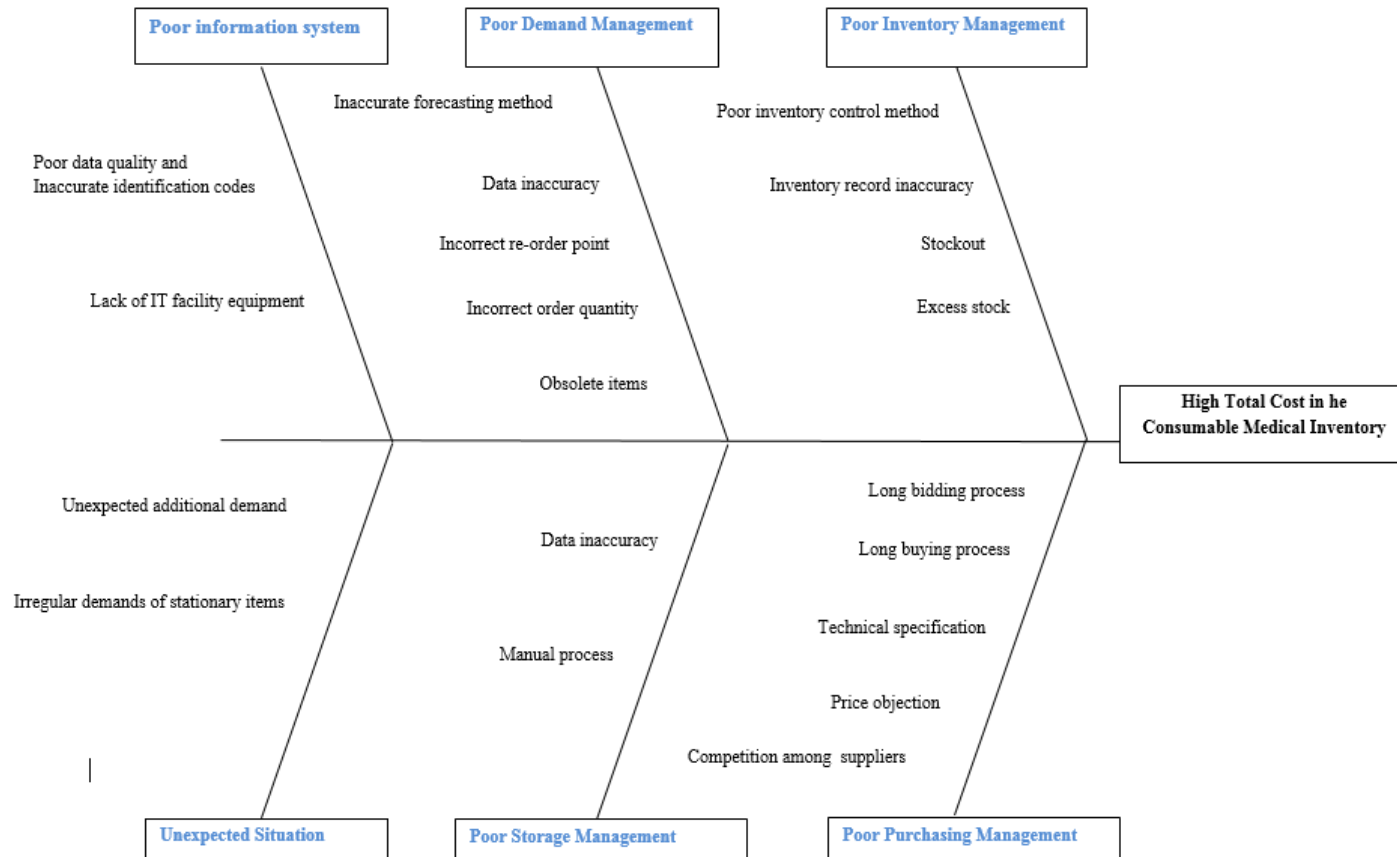 Poor information system
Poor Demand Management
Poor Inventory Management
Inaccurate forecasting method
Poor inventory control method
Poor data quality and
Inaccurate identification codes
Data inaccuracy
Inventory record inaccuracy
Incorrect re-order point
Stockout
Lack of IT facility equipment
Incorrect order quantity
Excess stock
Obsolete items
High Total Cost in he
Consumable Medical Inventory
Unexpected additional demand
Long bidding process
Data inaccuracy
Long buying process
Irregular demands of stationary items
Technical specification
Manual process
Price objection
Competition among suppliers
Unexpected Situation
Poor Storage Management
Poor Purchasing Management